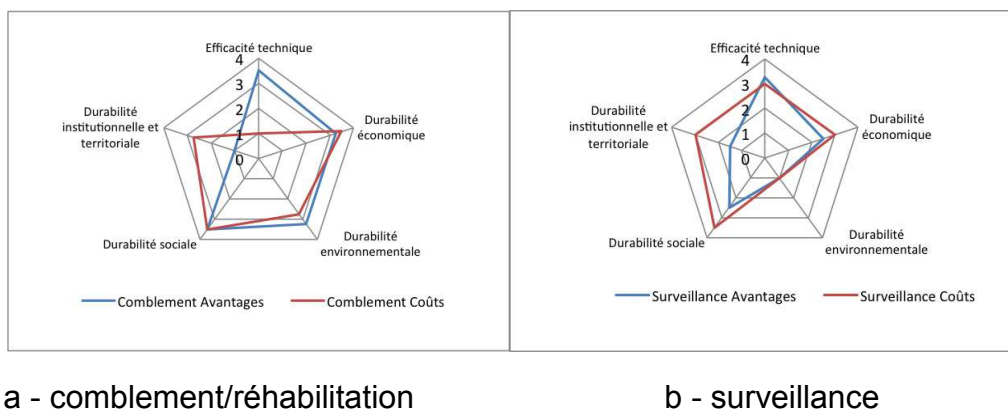 Efficacité technique
4
3
2
1
0
Durabilité
économique
Durabilité
environnementale
Durabilité sociale
Durabilité
institutionnelle et
territoriale
Comblement Avantages
Comblement Coûts
Efficacité technique
4
3
2
1
0
Durabilité
économique
Durabilité
environnementale
Durabilité sociale
Durabilité
institutionnelle et
territoriale
Surveillance Avantages
Surveillance Coûts
a - comblement/réhabilitation
b - surveillance